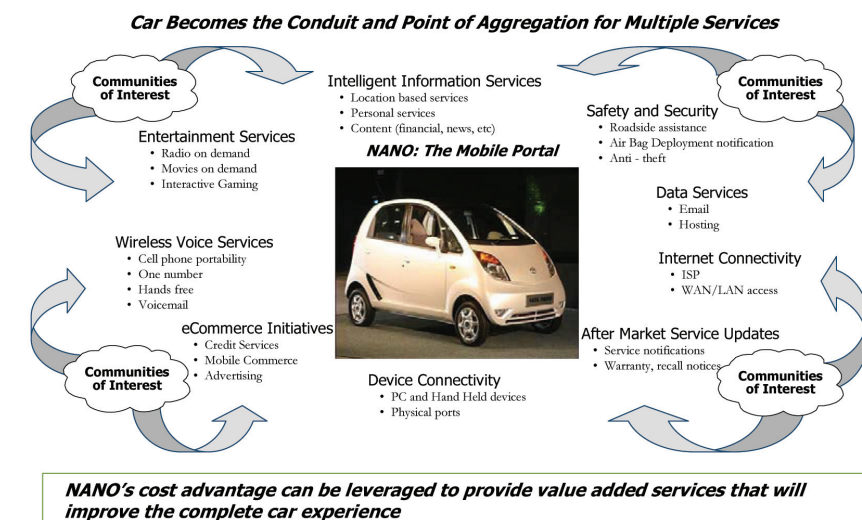 Car Becomes the Conduit and Point of Aggregation for Multiple Services
Communities
of Interest
Intelligent Information Services
• Location based services
• Personal services
• Content (financial, news, etc)
Communities
of Interest
Entertainment Services
• Radio on demand
• Movies on demand
• Interactive Gaming
Safety and Security
• Roadside assistance
• Air Bag Deployment notification
• Anti - theft
NANO: The Mobile Portal
Data Services
• Email
• Hosting
Wireless Voice Services
• Cell phone portability
• One number
• Hands free
• Voicemail
Internet Connectivity
• ISP
• WAN/LAN access
eCommerce Initiatives
• Credit Services
• Mobile Commerce
• Advertising
TATA NANO
After Market Service Updates
• Service notifications
• Warranty, recall notices
Communities
of Interest
Device Connectivity
• PC and Hand Held devices
• Physical ports
Communities
of Interest
NANO's cost advantage can be leveraged to provide value added services that will
improve the complete car experience